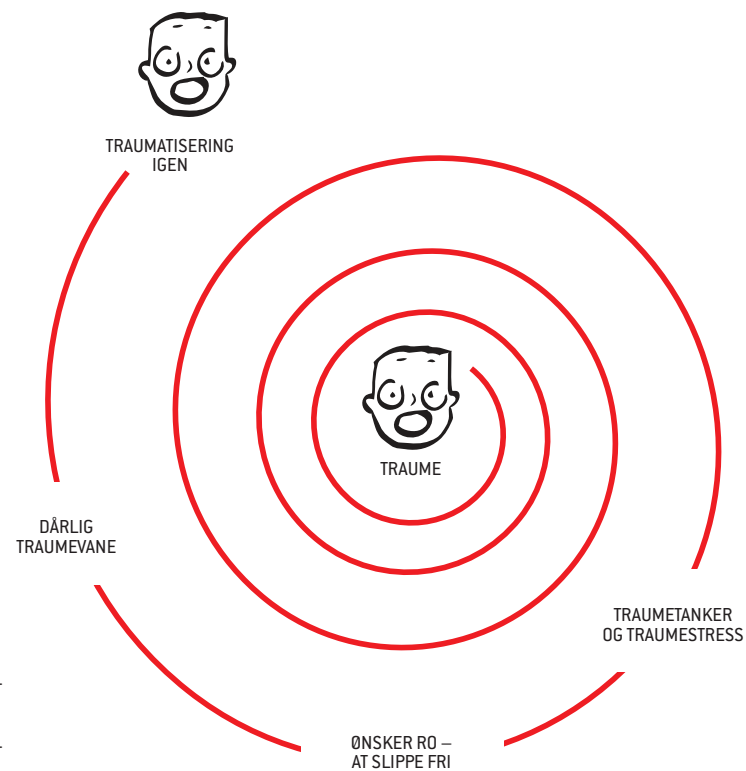 TRAUMATISERING
IGEN
TRAUME
DÅRLIG
TRAUMEVANE
TRAUMETANKER
OG TRAUMESTRESS
ØNSKER RO –
AT SLIPPE FRI